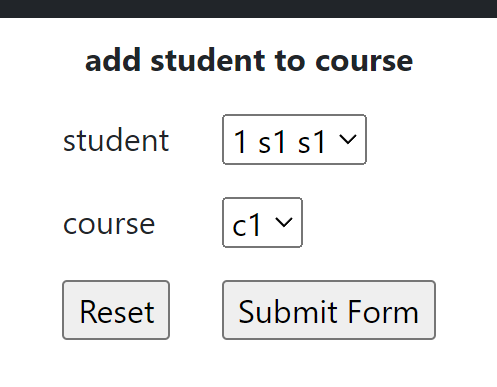 add student to course
student 1 s1 s1
course c1
Reset Submit Form